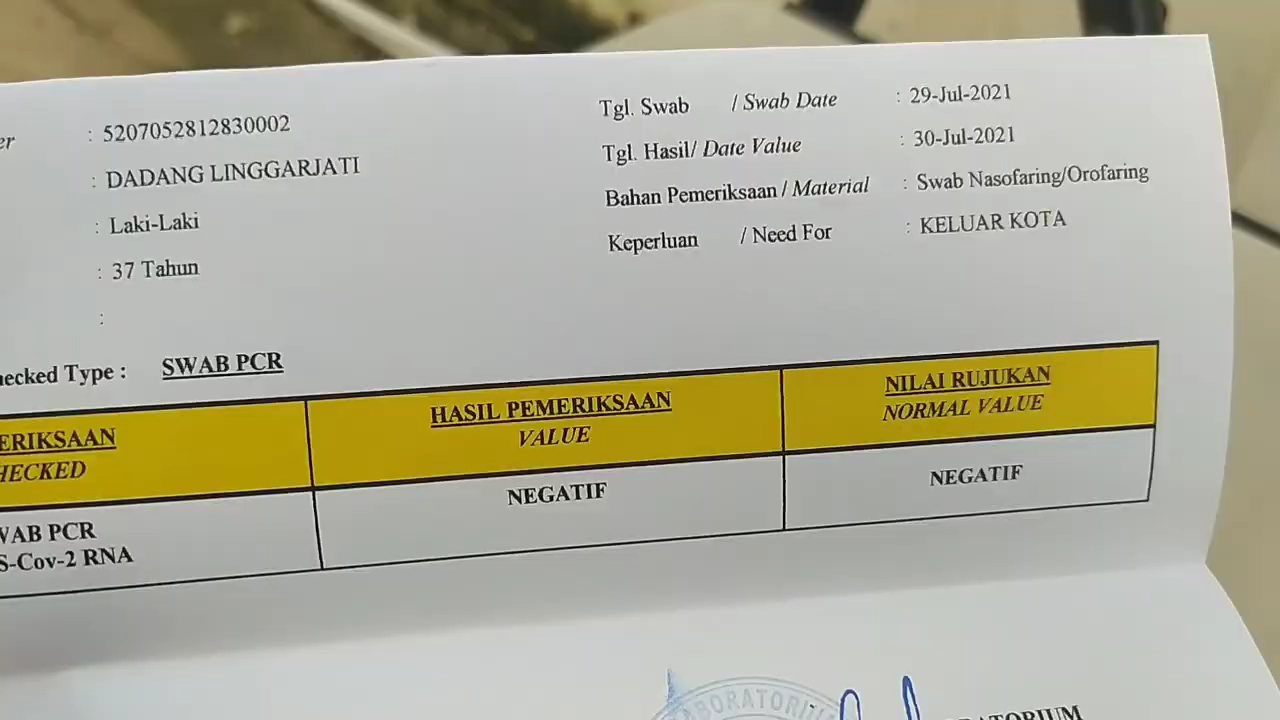 er : 5207052812830002
: DADANG LINGGARJATI
: Laki-Laki
: 37 Tahun
:
Tgl. Swab / Swab Date : 29-Jul-2021
Tgl. Hasil/ Date Value : 30-Jul-2021
Bahan Pemeriksaan / Material : Swab Nasofaring/Orofaring
Keperluan / Need For : KELUAR KOTA
hecked Type : SWAB PCR
ERIKSAAN
HECKED
HASIL PEMERIKSAAN
VALUE
NILAI RUJUKAN
NORMAL VALUE
WAB PCR
S-Cov-2 RNA
NEGATIF
NEGATIF